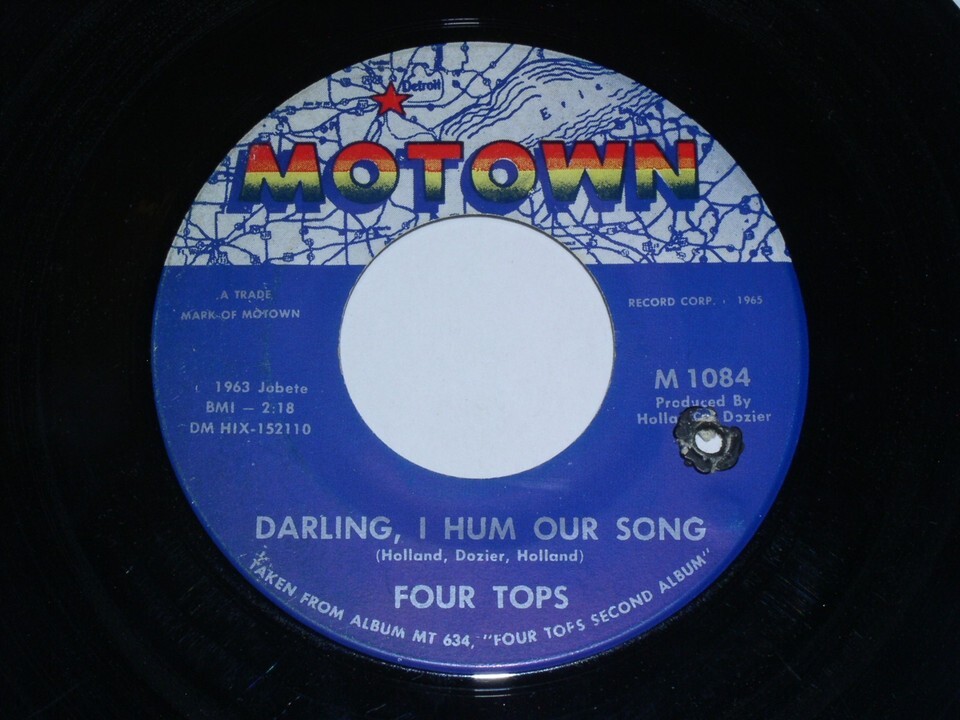 Detroit
Erie
MOTOWN
A TRADE
MARK OF MOTOWN
RECORD CORP. 1965
1963 Jobete
BMI – 2:18
DM HIX-152110
M 1084
Produced By
Dozier
DARLING, I HUM OUR SONG
(Holland, Dozier, Holland)
FOUR TOPS
TAKEN FROM ALBUM MT 634, "FOUR TOPS SECOND ALBUM"